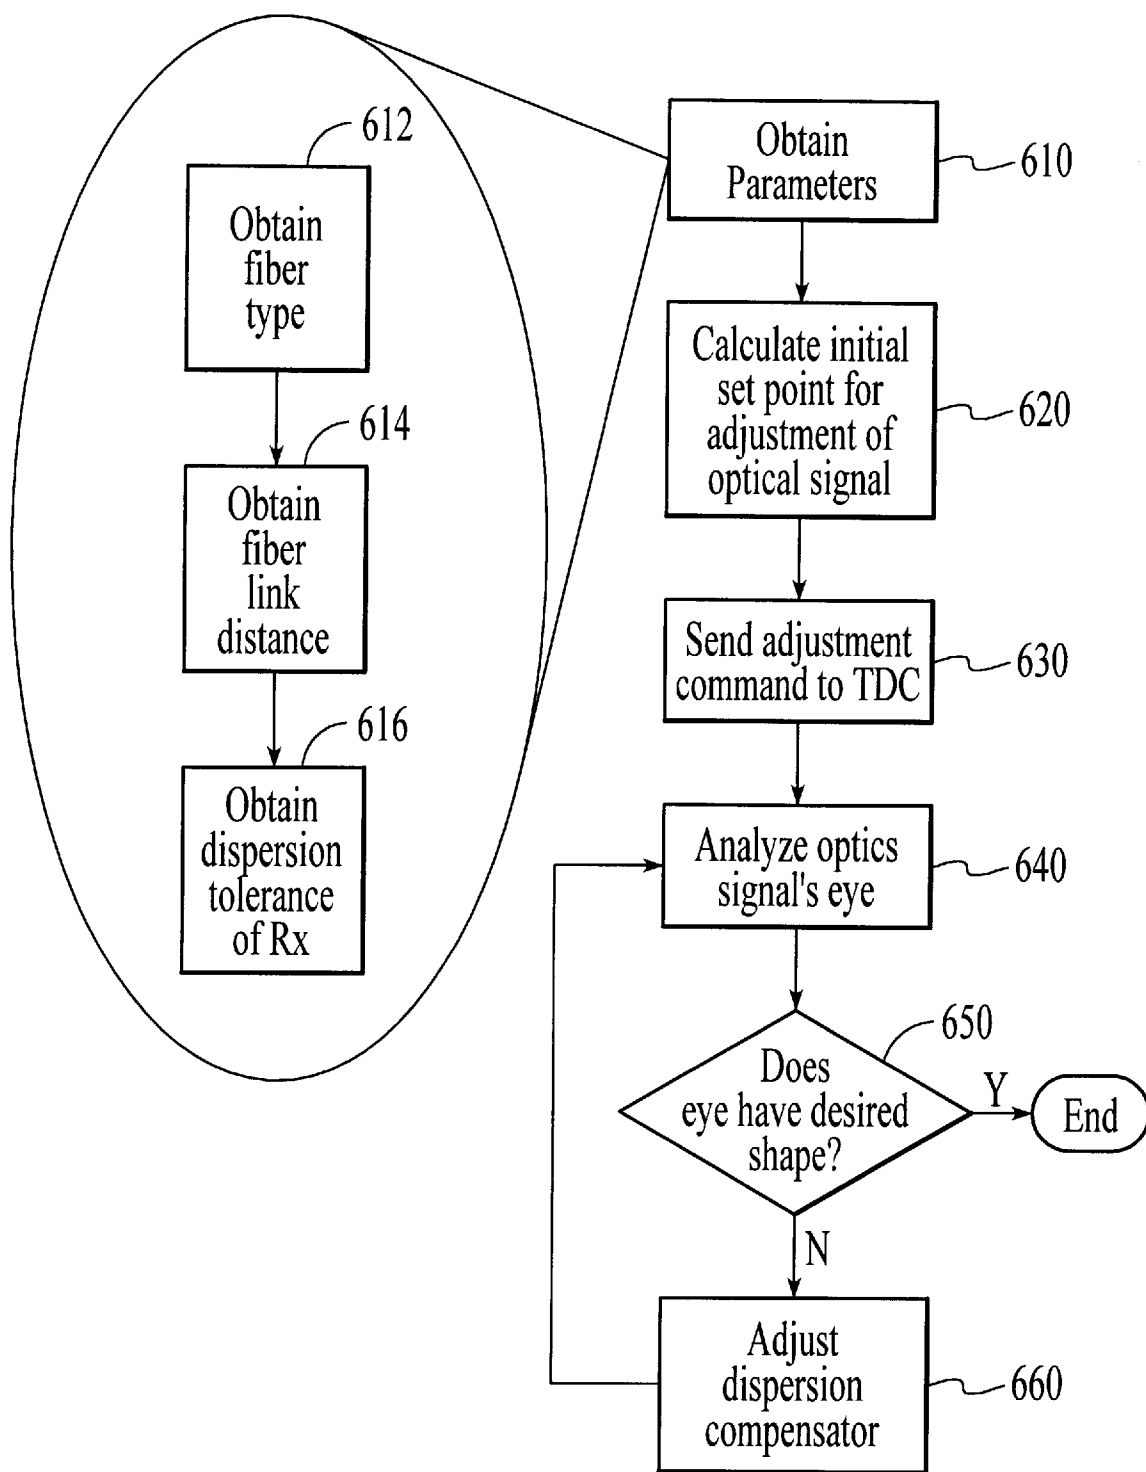 612
Obtain
fiber
type
614
Obtain
fiber
link
distance
616
Obtain
dispersion
tolerance
of Rx
Obtain
Parameters
610
Calculate initial
set point for
adjustment of
optical signal
620
Send adjustment
command to TDC
630
Analyze optics
signal's eye
640
650
Does
eye have desired
shape?
Y
End
N
Adjust
dispersion
compensator
660